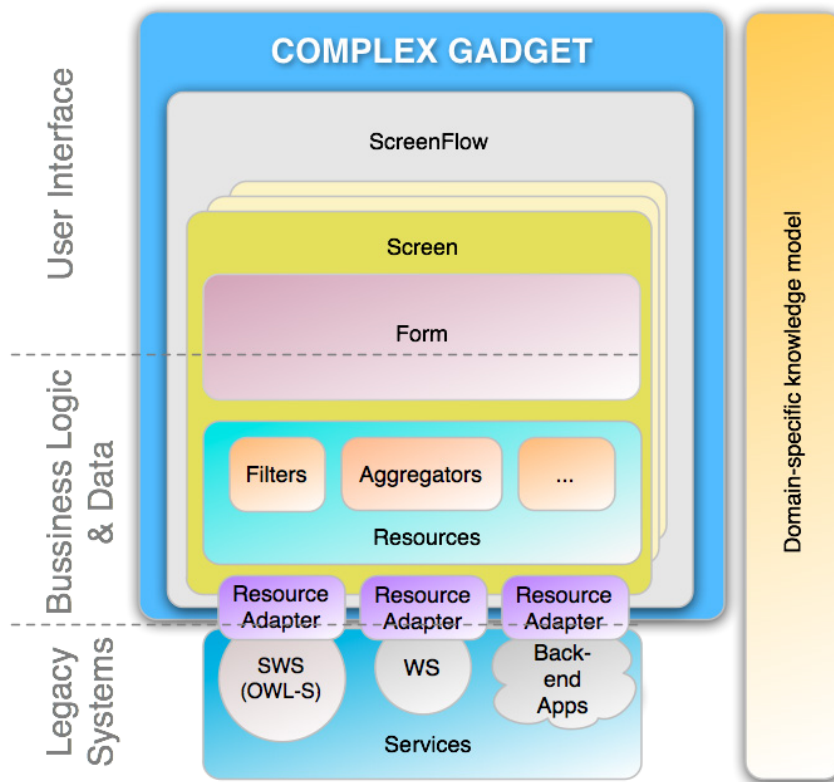 COMPLEX GADGET
ScreenFlow
Screen
Form
Filters
Aggregators
...
Resources
Resource
Adapter
Resource
Adapter
Resource
Adapter
SWS
(OWL-S)
WS
Back-
end
Apps
Services
User Interface
Bussiness Logic
& Data
Legacy
Systems
Domain-specific knowledge model